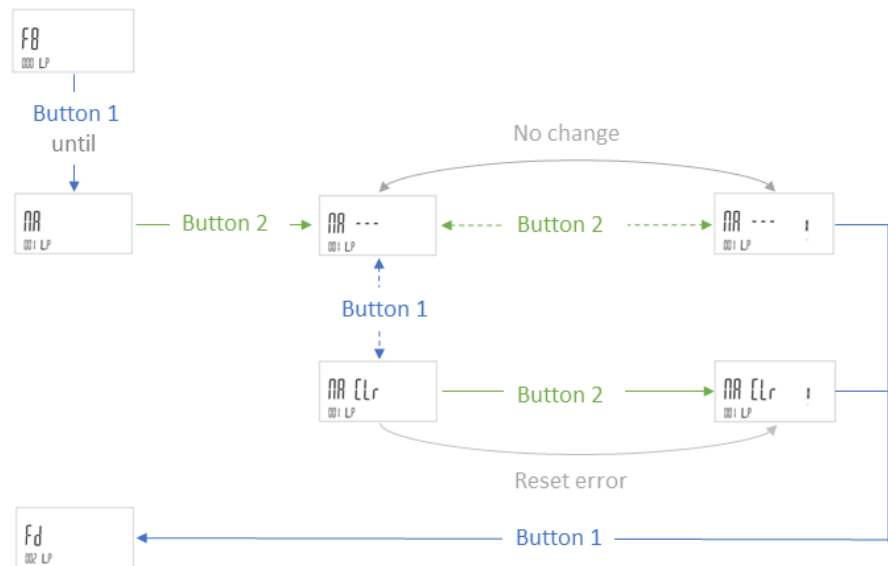 F8
000 LP
Button 1
until
No change
MA
001 LP
Button 2
MA ---
001 LP
Button 2
MA ---
001 LP
Button 1
MA CLr
001 LP
Button 2
MA CLr
001 LP
Reset error
Fd
002 LP
Button 1